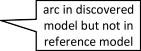 arc in discovered
model but not in
reference model